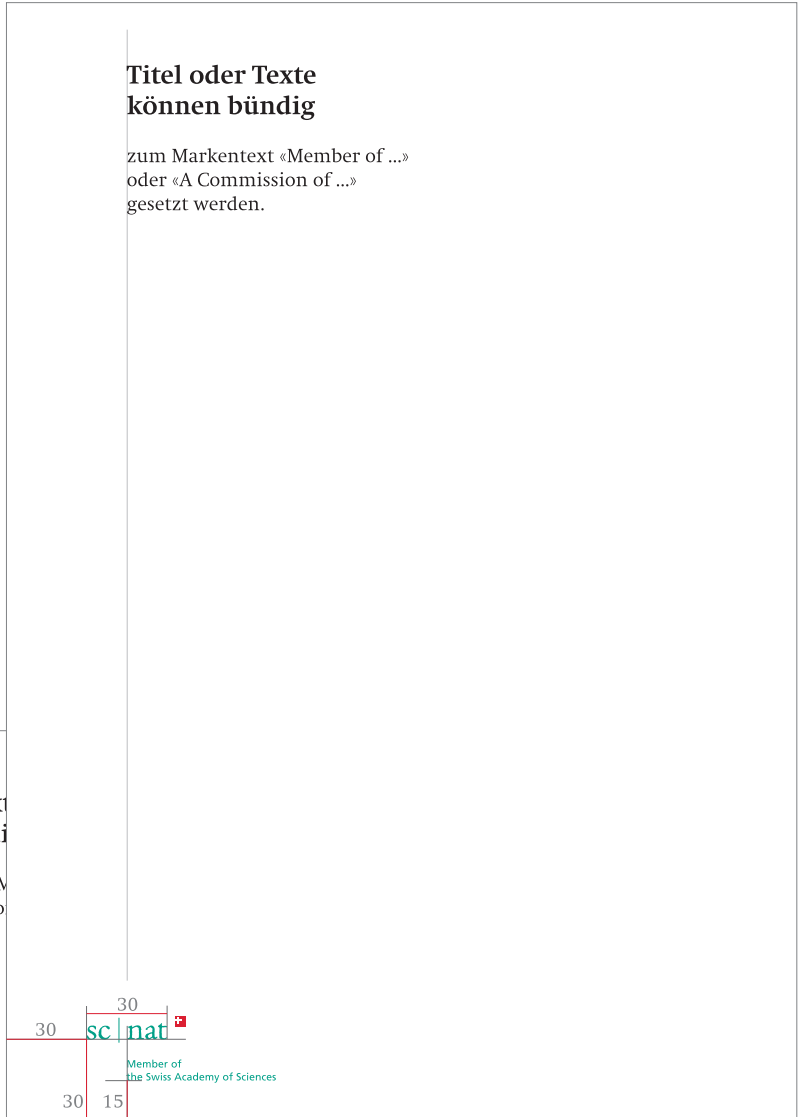 Titel oder Texte
können bündig
zum Markentext «Member of ...»
oder «A Commission of ...»
gesetzt werden.
30
30
sc|nat
Member of
the Swiss Academy of Sciences
30 15